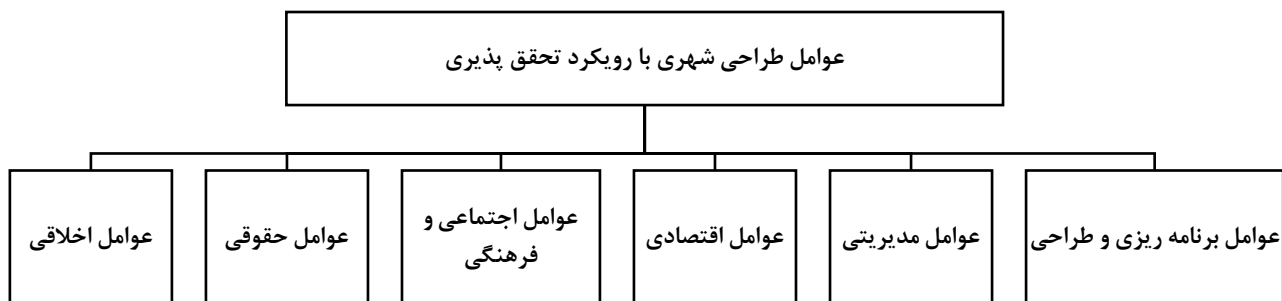 عوامل طراحی شهری با رویکرد تحقق پذیری
عوامل برنامه ریزی و طراحی
عوامل مدیریتی
عوامل اقتصادی
عوامل اجتماعی و
فرهنگی
عوامل حقوقی
عوامل اخلاقی